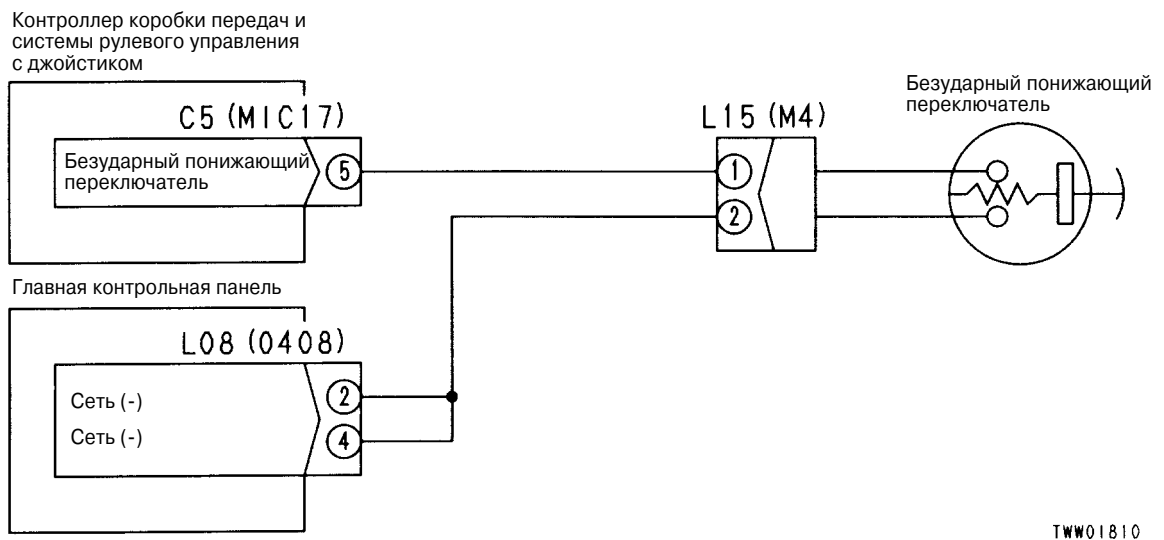 Контроллер коробки передач и
системы рулевого управления
с джойстиком
C5 (MIC17)
Безударный понижающий
переключатель
5
L15 (M4)
1
2
Безударный понижающий
переключатель
Главная контрольная панель
L08 (0408)
Сеть (-)
2
Сеть (-)
4
TWW01810